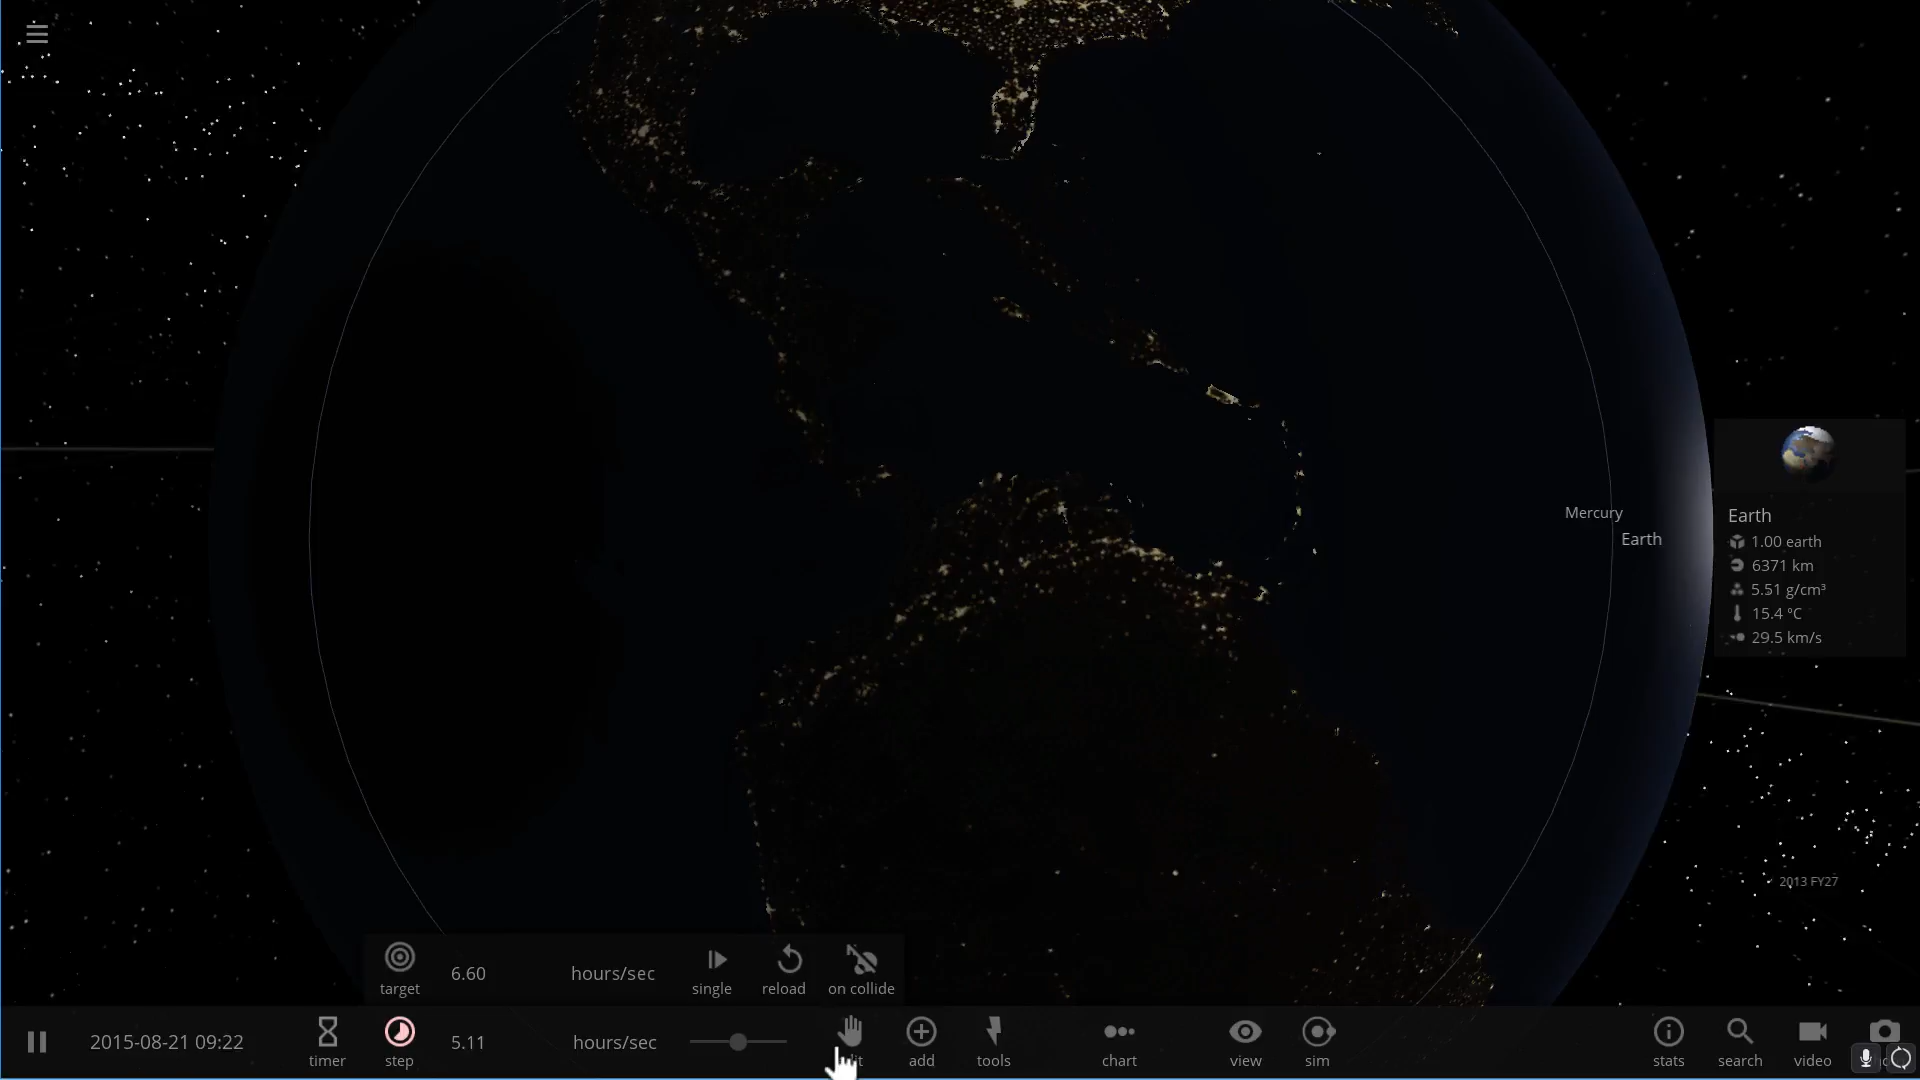 Mercury
Earth
Earth
1.00 earth
6371 km
5.51 g/cm³
15.4 °C
29.5 km/s
2013 FY27
6.60 hours/sec
target single reload on collide
2015-08-21 09:22
5.11 hours/sec
timer step add tools chart view sim stats search video